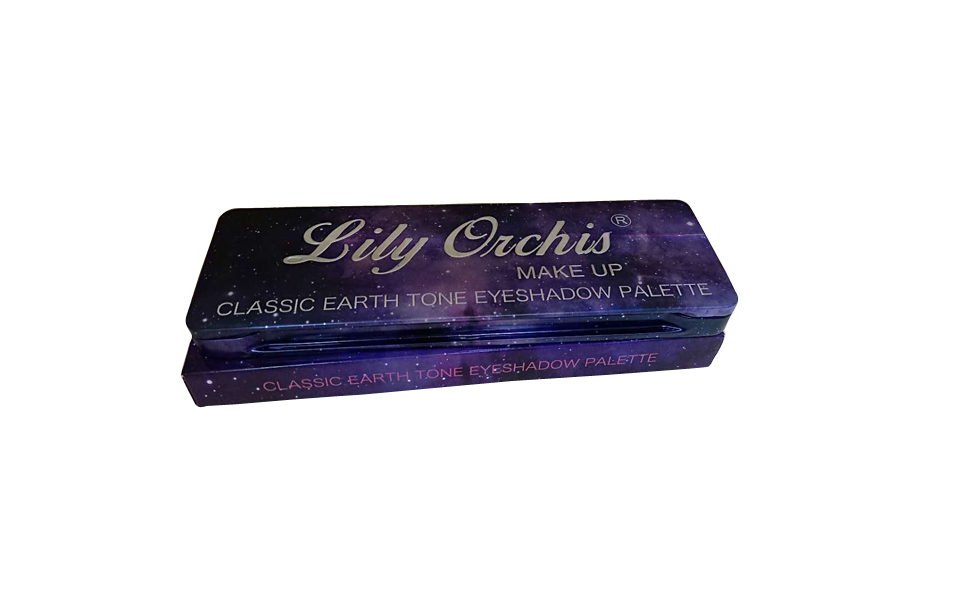 Lily Orchis®
MAKE UP
CLASSIC EARTH TONE EYESHADOW PALETTE
CLASSIC EARTH TONE EYESHADOW PALETTE